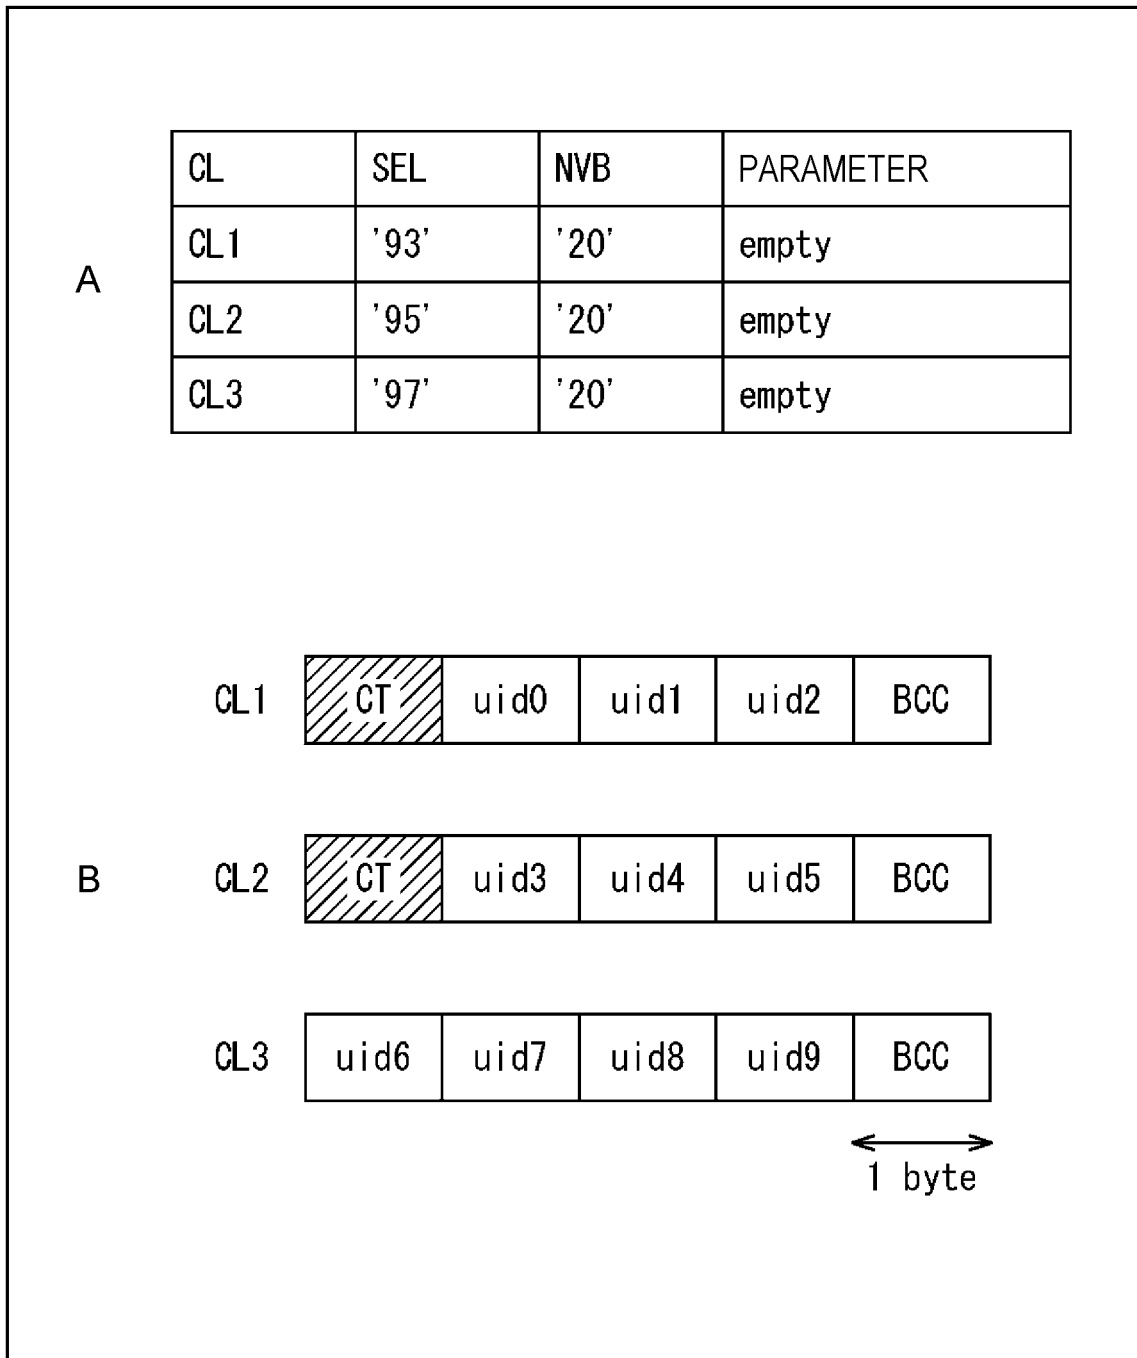 CL SEL NVB PARAMETER
CL1 '93' '20' empty
A
CL2 '95' '20' empty
CL3 '97' '20' empty
CL1 CT uid0 uid1 uid2 BCC
B CL2 CT uid3 uid4 uid5 BCC
CL3 uid6 uid7 uid8 uid9 BCC
1 byte